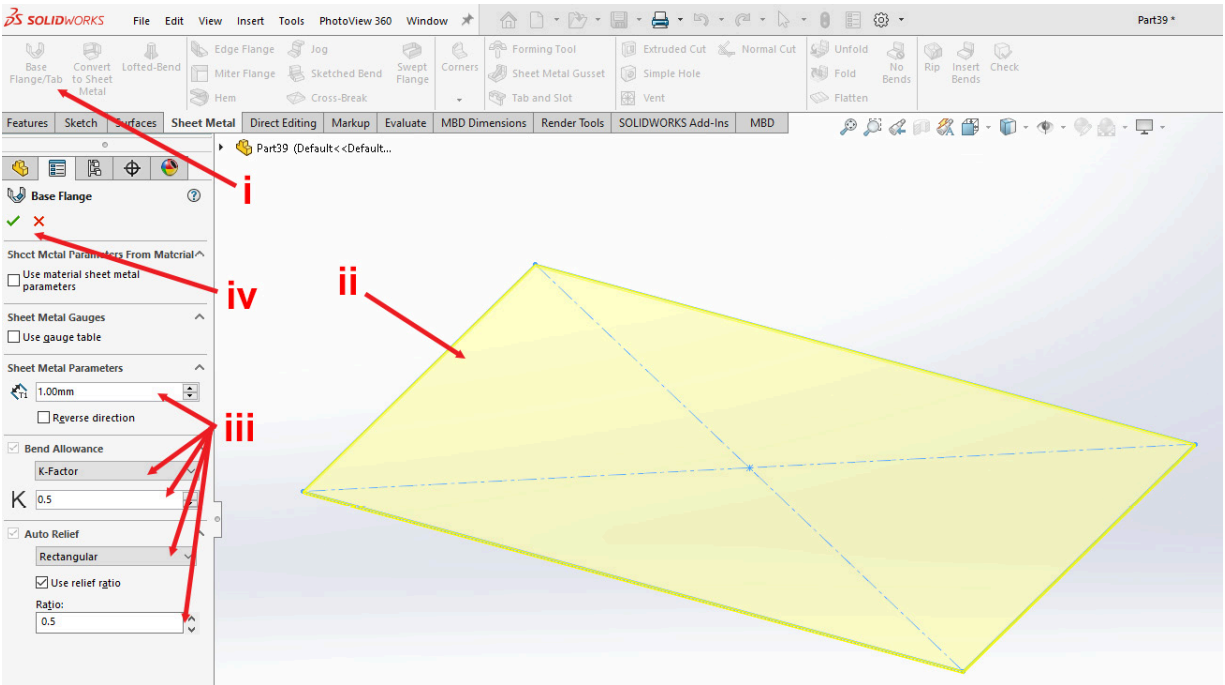 SOLIDWORKS File Edit View Insert Tools PhotoView 360 Window Part39 *
Base Flange/Tab
Convert to Sheet Metal
Lofted-Bend
Edge Flange
Miter Flange
Hem
Jog
Sketched Bend
Cross-Break
Swept Flange
Corners
Forming Tool
Sheet Metal Gusset
Tab and Slot
Extruded Cut
Simple Hole
Vent
Normal Cut
Unfold
Fold
Flatten
No Bends
Rip
Insert Bends
Check
Features Sketch Surfaces Sheet Metal Direct Editing Markup Evaluate MBD Dimensions Render Tools SOLIDWORKS Add-Ins MBD
Part39 (Default<<Default...
i
Base Flange
Sheet Metal Parameters From Material
iv
ii
Use material sheet metal
parameters
Sheet Metal Gauges
Use gauge table
Sheet Metal Parameters
T1 1.00mm
Reverse direction
iii
Bend Allowance
K-Factor
K 0.5
Auto Relief
Rectangular
Use relief ratio
Ratio:
0.5